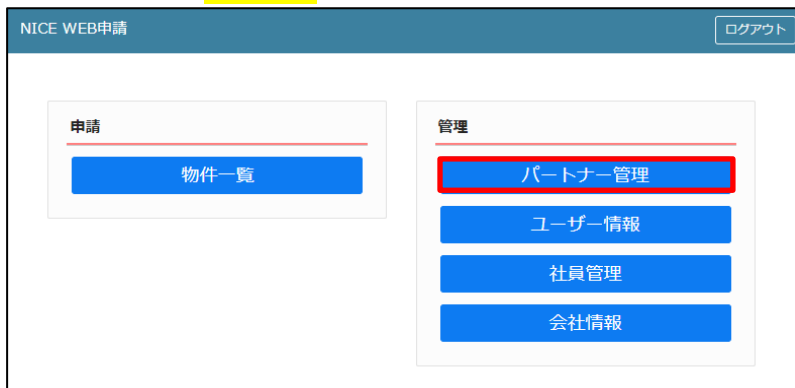 NICE WEB申請
ログアウト
申請
物件一覧
管理
パートナー管理
ユーザー情報
社員管理
会社情報